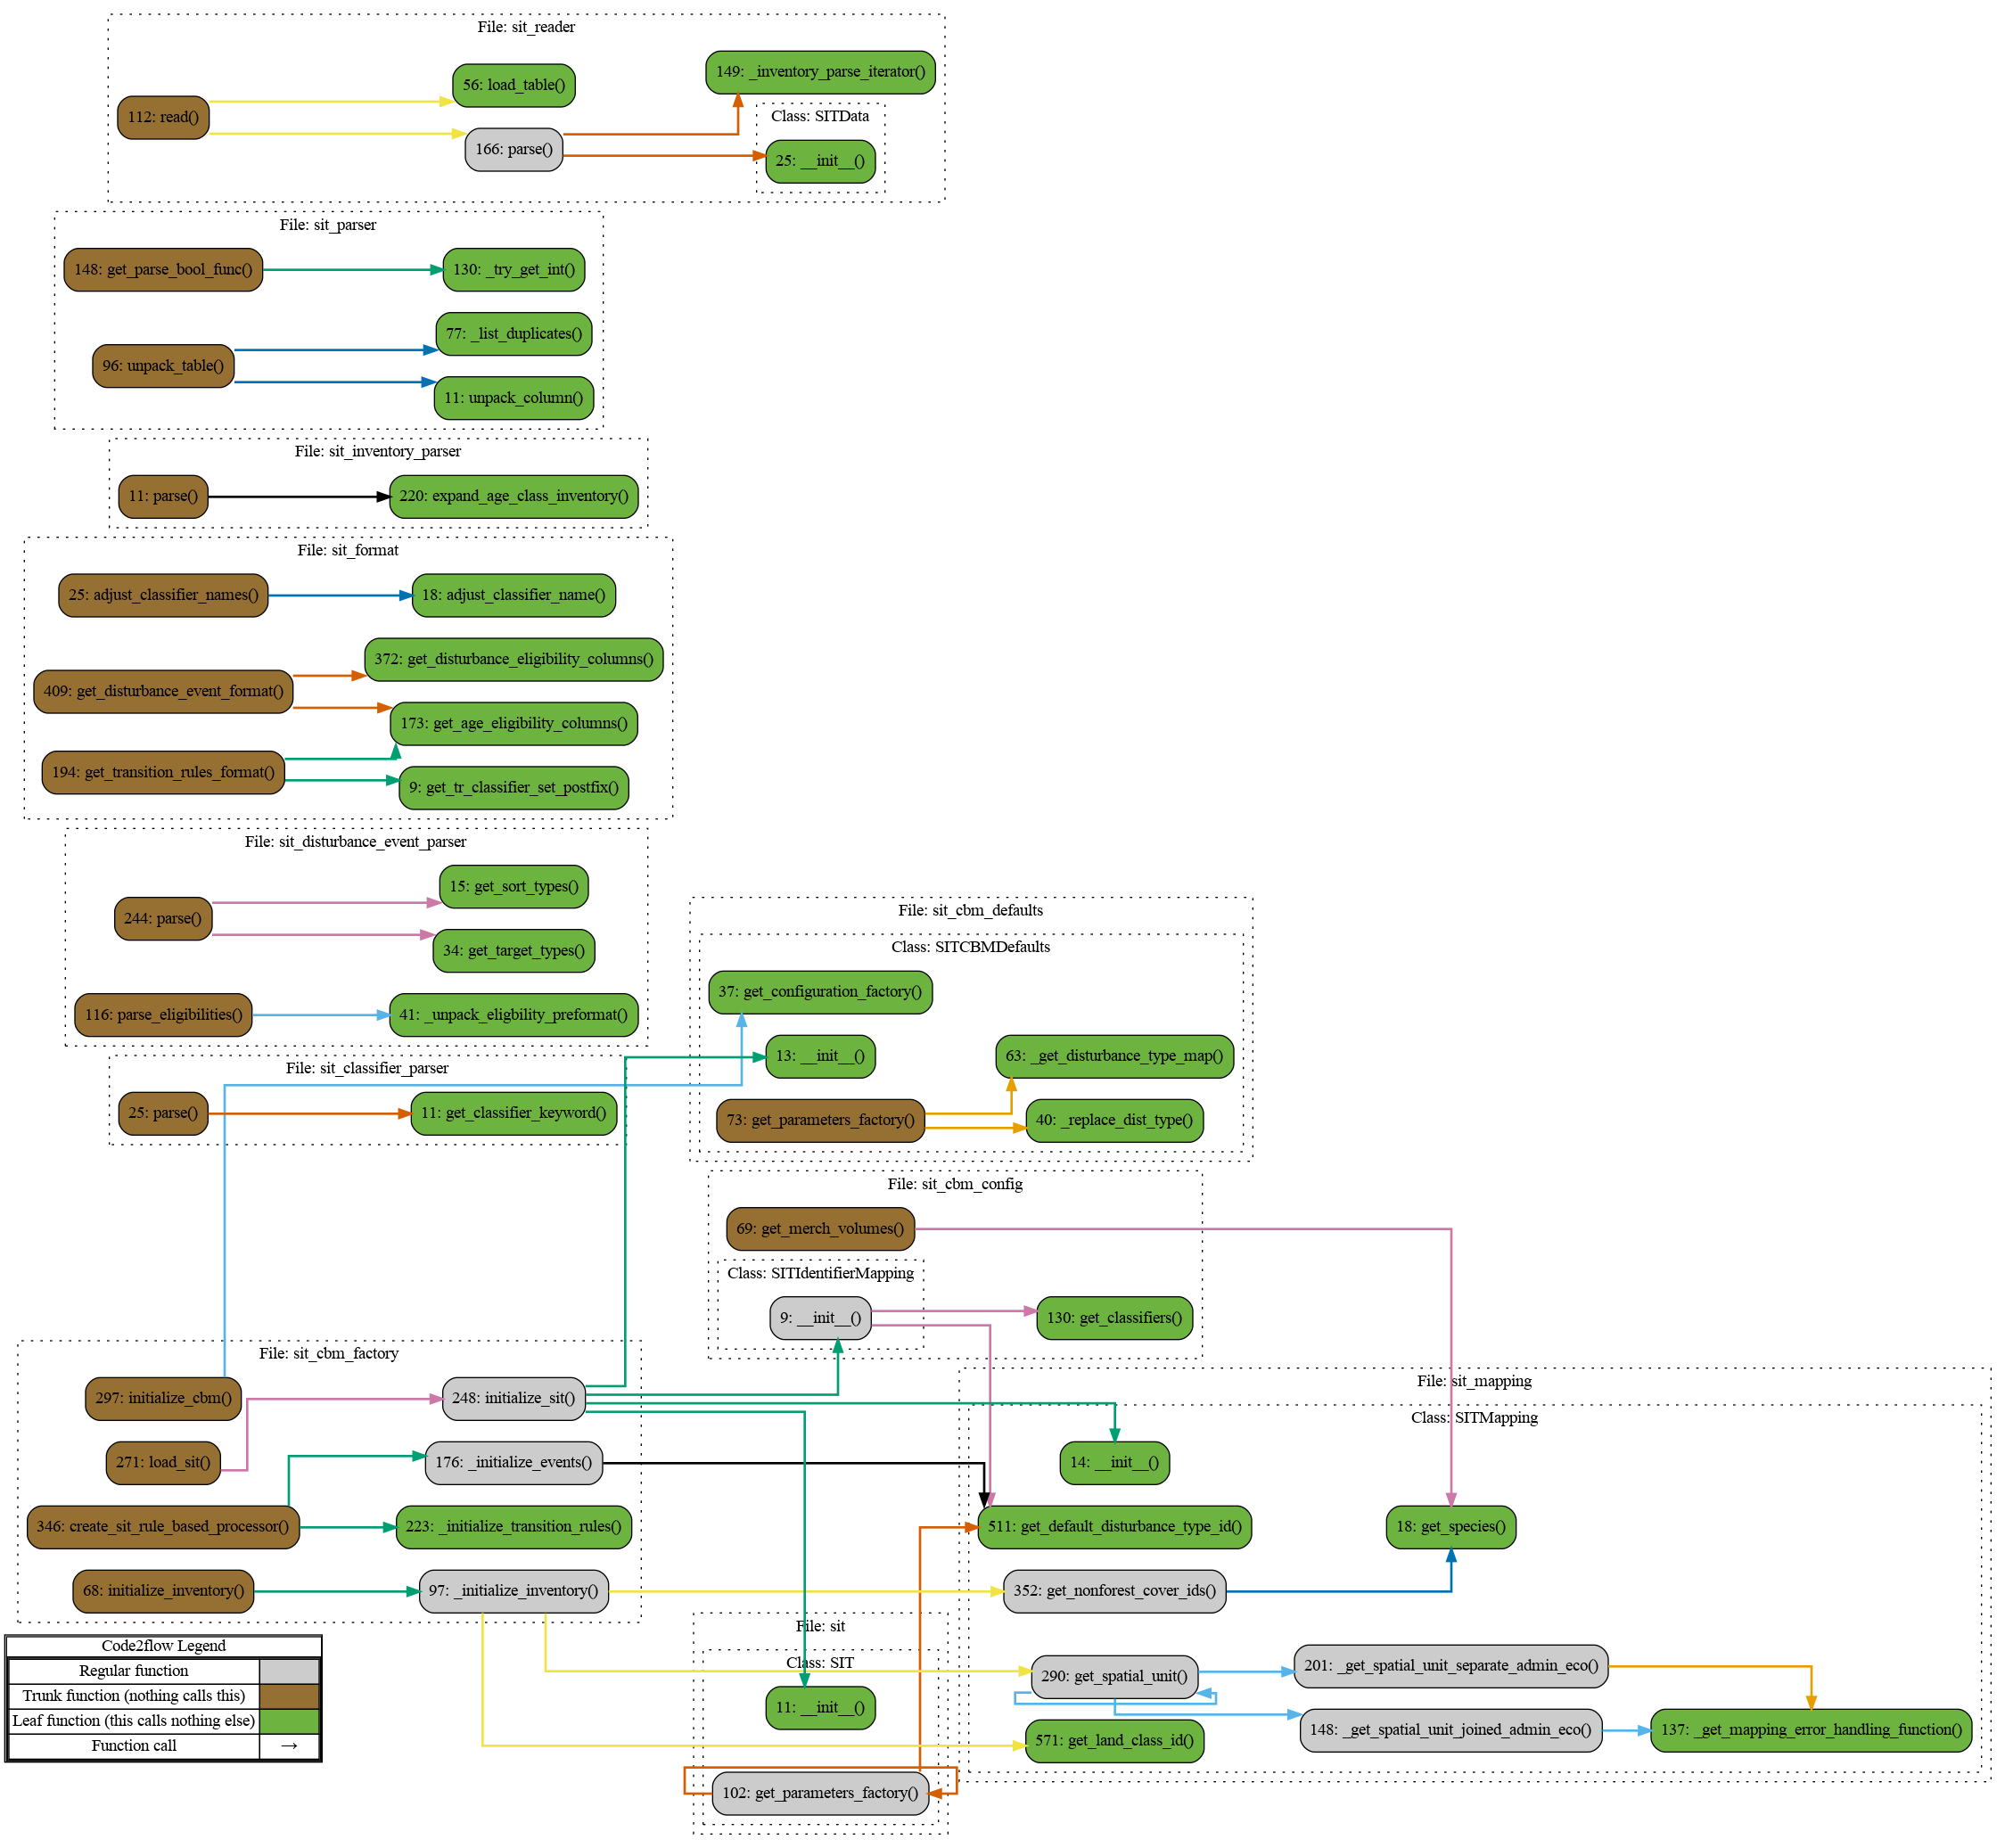 File: sit_reader
149: _inventory_parse_iterator()
56: load_table()
112: read()
Class: SITData
166: parse()
25: __init__()
File: sit_parser
148: get_parse_bool_func()
130: _try_get_int()
77: _list_duplicates()
96: unpack_table()
11: unpack_column()
File: sit_inventory_parser
11: parse()
220: expand_age_class_inventory()
File: sit_format
25: adjust_classifier_names()
18: adjust_classifier_name()
372: get_disturbance_eligibility_columns()
409: get_disturbance_event_format()
173: get_age_eligibility_columns()
194: get_transition_rules_format()
9: get_tr_classifier_set_postfix()
File: sit_disturbance_event_parser
15: get_sort_types()
244: parse()
34: get_target_types()
116: parse_eligibilities()
41: _unpack_eligbility_preformat()
File: sit_cbm_defaults
Class: SITCBMDefaults
37: get_configuration_factory()
13: __init__()
63: _get_disturbance_type_map()
73: get_parameters_factory()
40: _replace_dist_type()
File: sit_classifier_parser
25: parse()
11: get_classifier_keyword()
File: sit_cbm_config
69: get_merch_volumes()
Class: SITIdentifierMapping
9: __init__()
130: get_classifiers()
File: sit_cbm_factory
297: initialize_cbm()
248: initialize_sit()
271: load_sit()
176: _initialize_events()
346: create_sit_rule_based_processor()
223: _initialize_transition_rules()
68: initialize_inventory()
97: _initialize_inventory()
File: sit_mapping
Class: SITMapping
14: __init__()
511: get_default_disturbance_type_id()
18: get_species()
352: get_nonforest_cover_ids()
290: get_spatial_unit()
201: _get_spatial_unit_separate_admin_eco()
148: _get_spatial_unit_joined_admin_eco()
137: _get_mapping_error_handling_function()
571: get_land_class_id()
File: sit
Class: SIT
11: __init__()
102: get_parameters_factory()
Code2flow Legend
Regular function
Trunk function (nothing calls this)
Leaf function (this calls nothing else)
Function call →